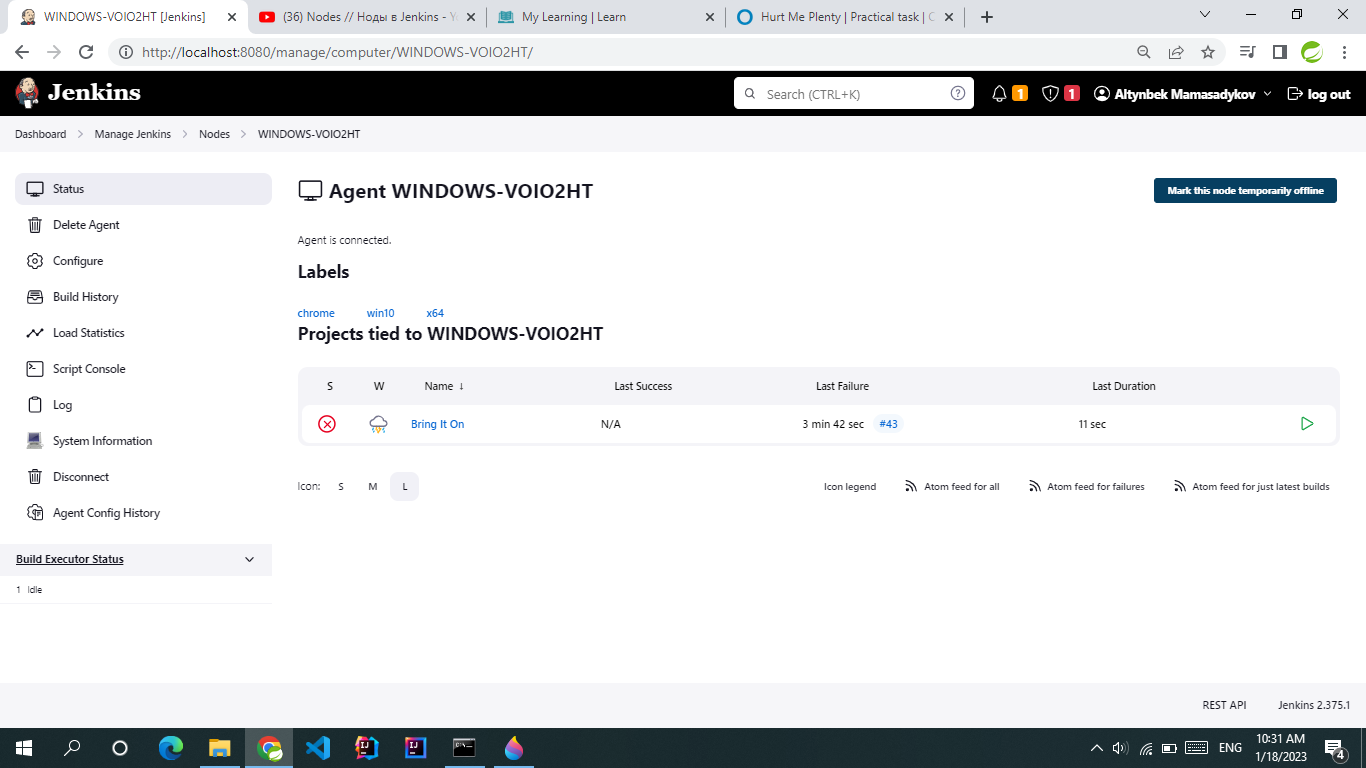 WINDOWS-VOIO2HT [Jenkins]
(36) Nodes // Ноды в Jenkins - Y
My Learning | Learn
Hurt Me Plenty | Practical task | C
http://localhost:8080/manage/computer/WINDOWS-VOIO2HT/
Jenkins
Search (CTRL+K)
1
1
Altynbek Mamasadykov
log out
Dashboard
Manage Jenkins
Nodes
WINDOWS-VOIO2HT
Status
Delete Agent
Configure
Build History
Load Statistics
Script Console
Log
System Information
Disconnect
Agent Config History
Build Executor Status
1 Idle
Agent WINDOWS-VOIO2HT
Mark this node temporarily offline
Agent is connected.
Labels
chrome win10 x64
Projects tied to WINDOWS-VOIO2HT
S W Name ↓ Last Success Last Failure Last Duration
Bring It On N/A 3 min 42 sec #43 11 sec
Icon: S M L
Icon legend
Atom feed for all
Atom feed for failures
Atom feed for just latest builds
REST API
Jenkins 2.375.1
ENG
10:31 AM
1/18/2023
4